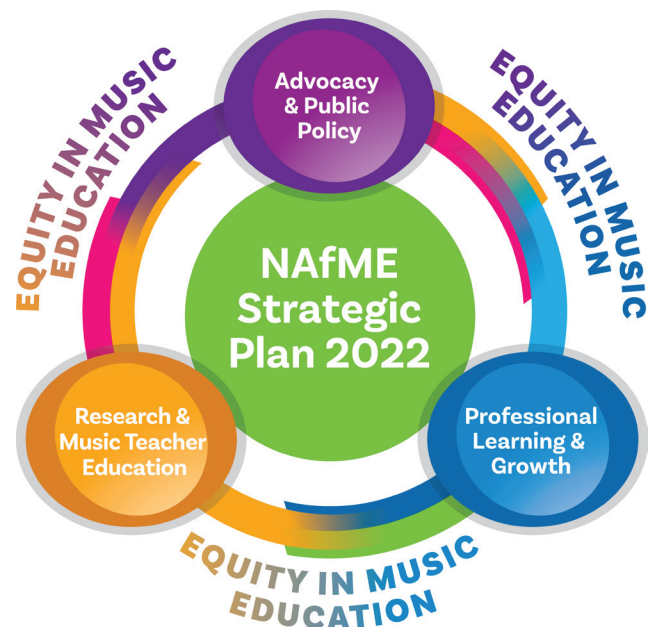 Advocacy
& Public
Policy
EQUITY IN MUSIC
EDUCATION
EQUITY IN MUSIC
EDUCATION
NAfME
Strategic
Plan 2022
Research &
Music Teacher
Education
Professional
Learning &
Growth
EQUITY IN MUSIC
EDUCATION